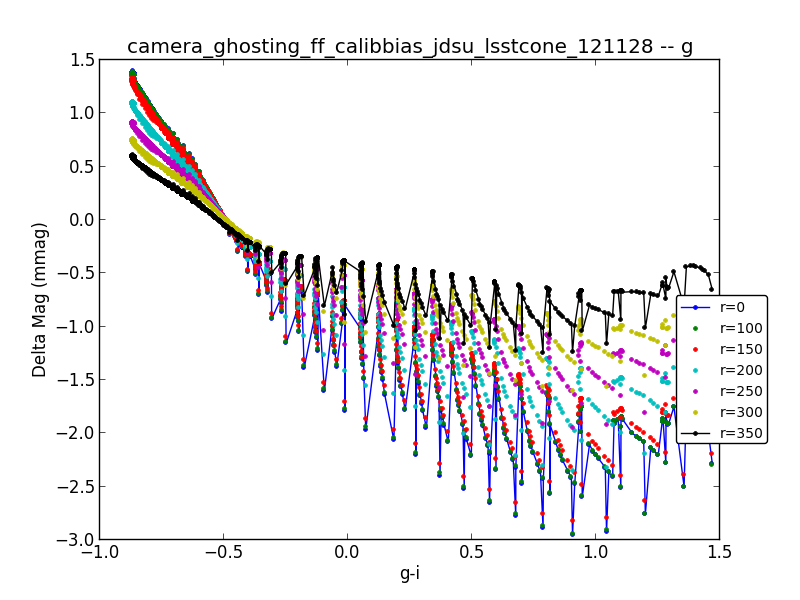 camera_ghosting_ff_calibbias_jdsu_lsstcone_121128 -- g
Delta Mag (mmag)
1.5
1.0
0.5
0.0
−0.5
−1.0
−1.5
−2.0
−2.5
−3.0
−1.0 −0.5 0.0 0.5 1.0 1.5
g-i
r=0
r=100
r=150
r=200
r=250
r=300
r=350